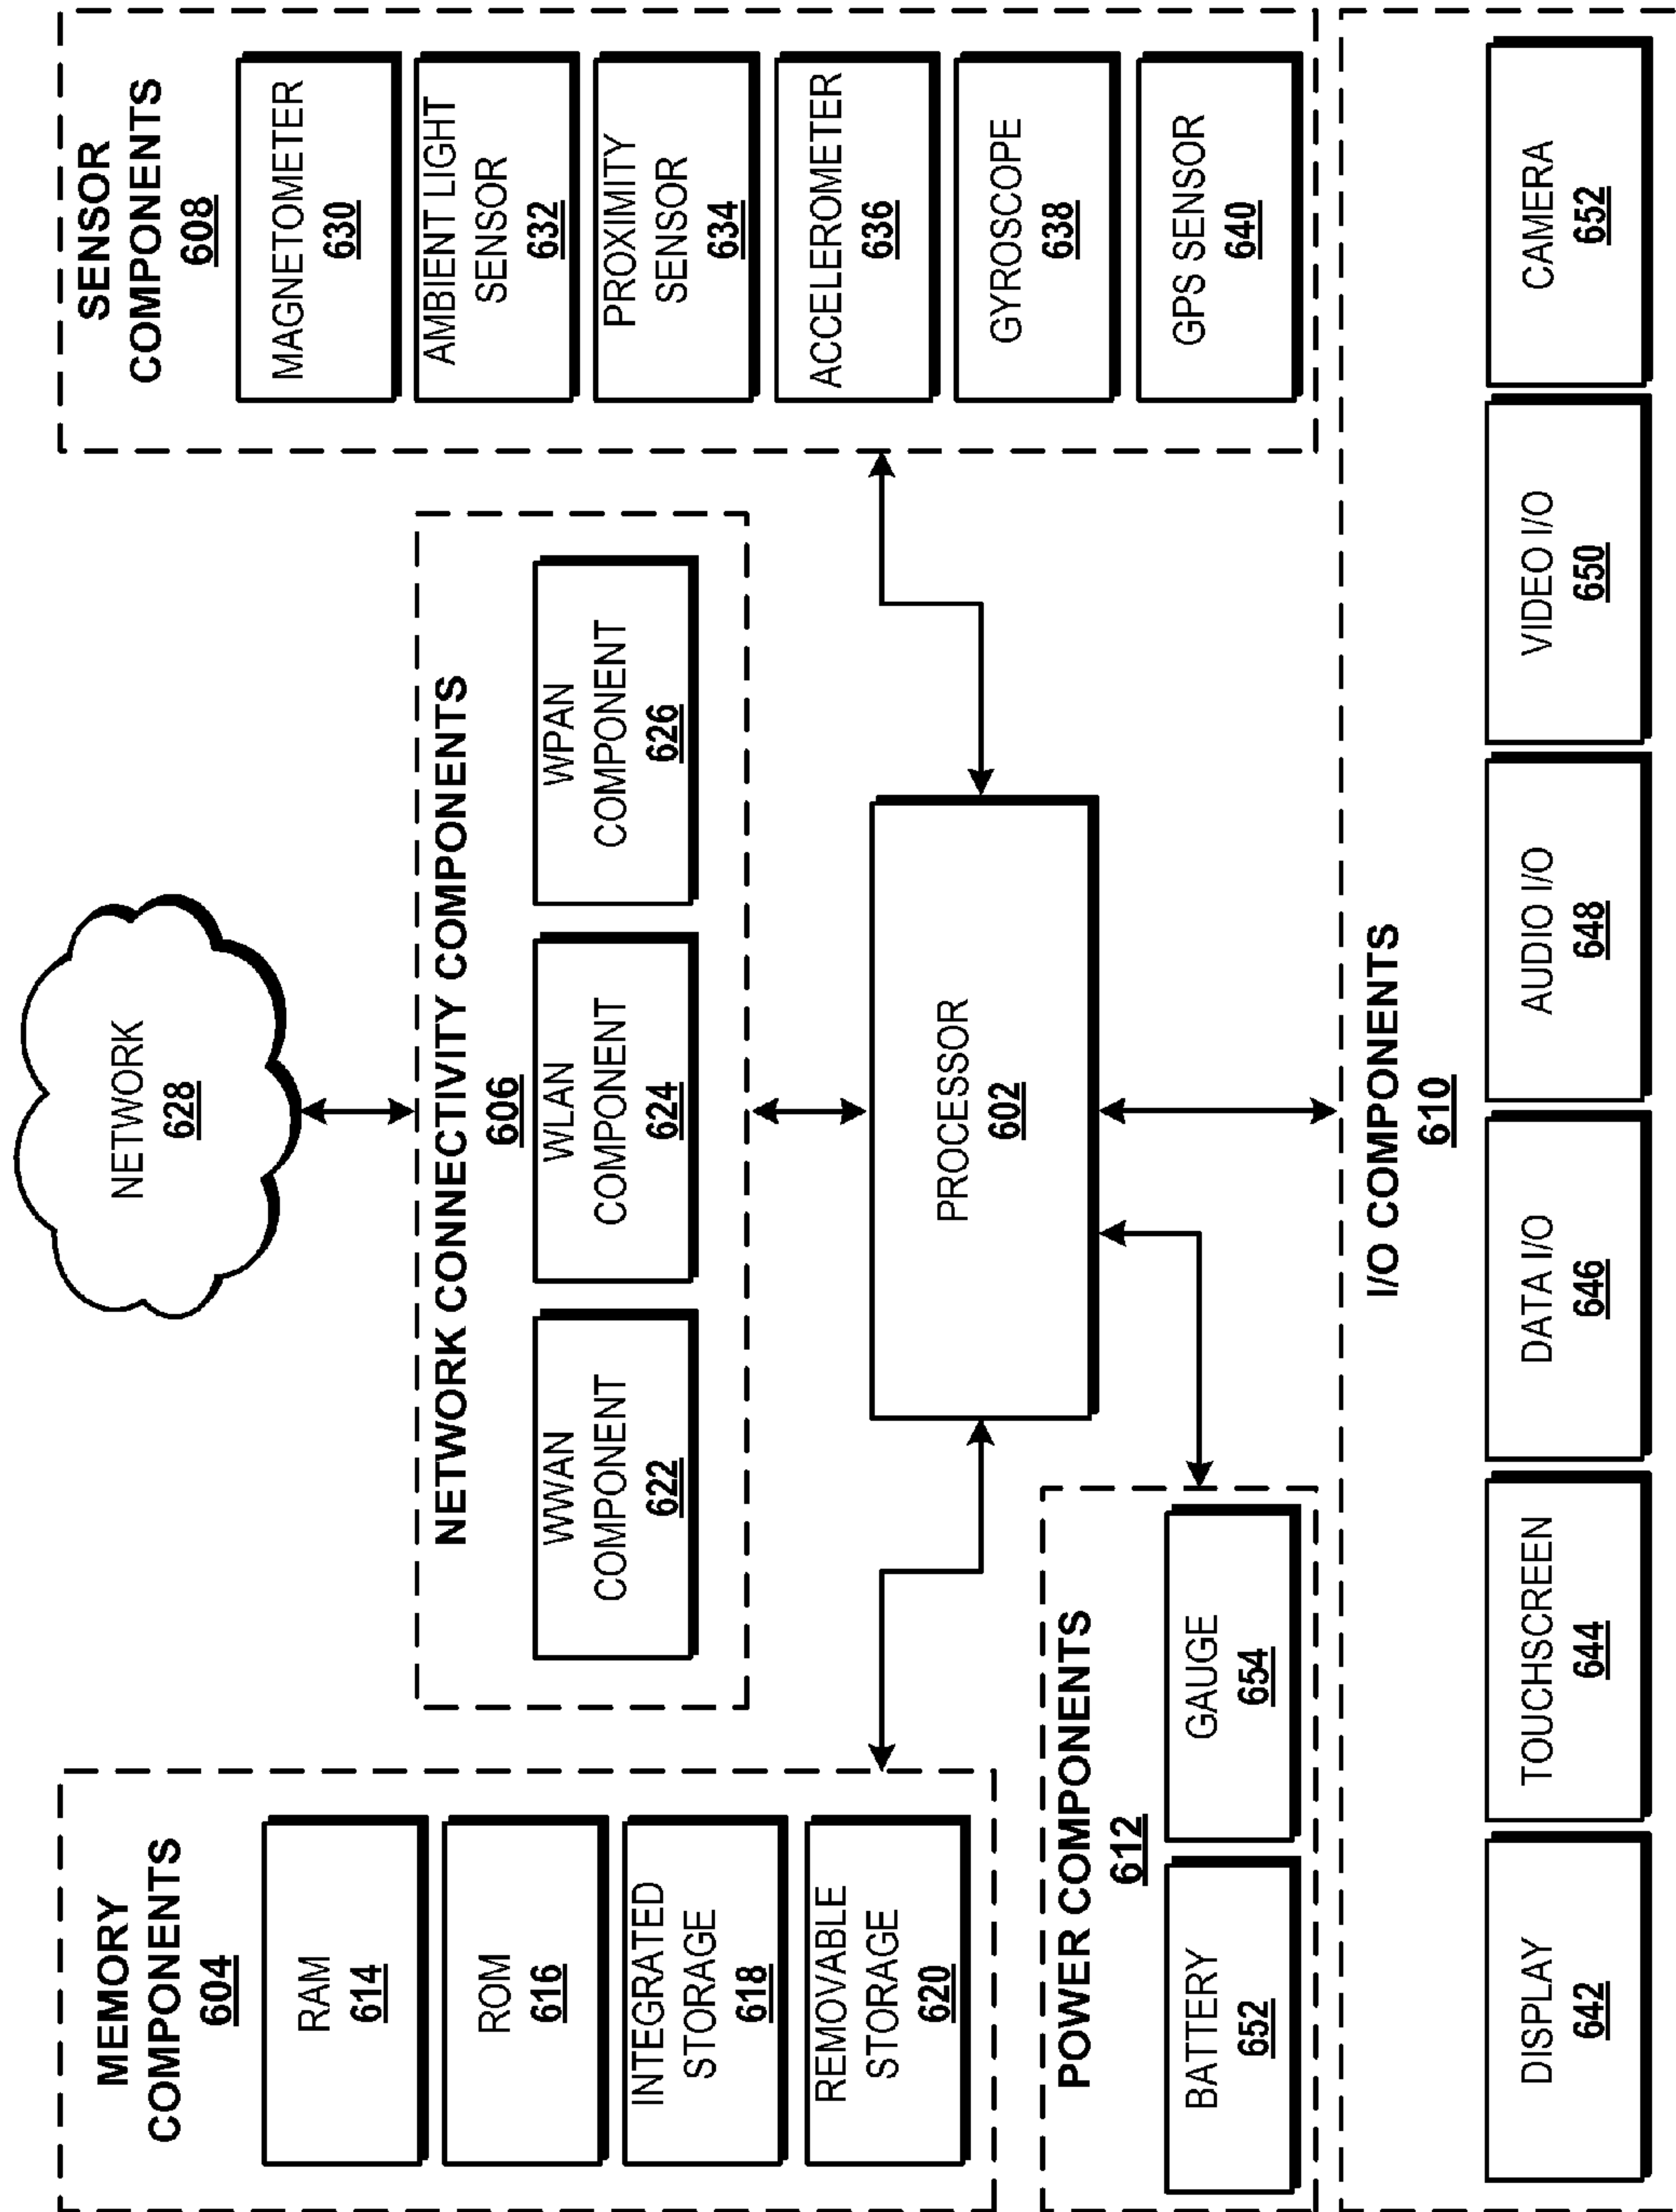 NETWORK
628
MEMORY
COMPONENTS
604
RAM
614
ROM
616
INTEGRATED
STORAGE
618
REMOVABLE
STORAGE
620
NETWORK CONNECTIVITY COMPONENTS
606
WWAN
COMPONENT
622
WLAN
COMPONENT
624
WPAN
COMPONENT
626
SENSOR
COMPONENTS
608
MAGNETOMETER
630
AMBIENT LIGHT
SENSOR
632
PROXIMITY
SENSOR
634
ACCELEROMETER
636
GYROSCOPE
638
GPS SENSOR
640
PROCESSOR
602
POWER COMPONENTS
612
BATTERY
652
GAUGE
654
I/O COMPONENTS
610
DISPLAY
642
TOUCHSCREEN
644
DATA I/O
646
AUDIO I/O
648
VIDEO I/O
650
CAMERA
652